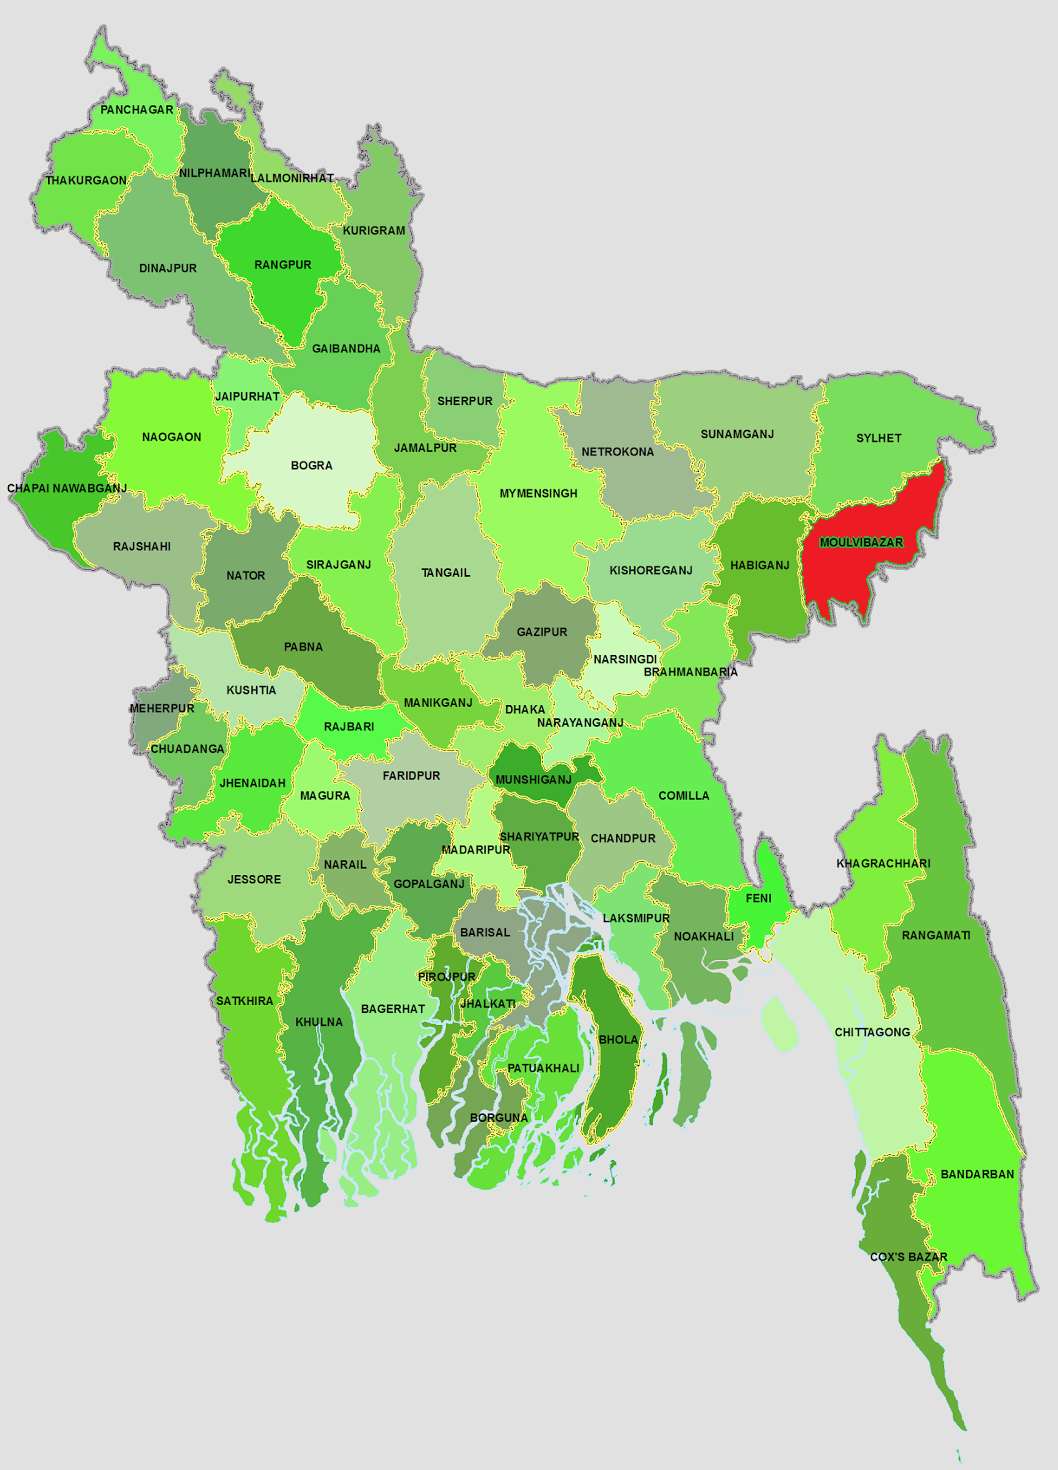 PANCHAGAR
THAKURGAON
NILPHAMARI
LALMONIRHAT
KURIGRAM
DINAJPUR
RANGPUR
GAIBANDHA
JAIPURHAT
SHERPUR
NAOGAON
BOGRA
JAMALPUR
NETROKONA
SUNAMGANJ
SYLHET
CHAPAI NAWABGANJ
MYMENSINGH
RAJSHAHI
NATOR
SIRAJGANJ
TANGAIL
KISHOREGANJ
HABIGANJ
MOULVIBAZAR
PABNA
GAZIPUR
NARSINGDI
BRAHMANBARIA
KUSHTIA
MEHERPUR
MANIKGANJ
DHAKA
NARAYANGANJ
RAJBARI
CHUADANGA
JHENAIDAH
MAGURA
FARIDPUR
MUNSHIGANJ
COMILLA
SHARIYATPUR
CHANDPUR
MADARIPUR
NARAIL
JESSORE
GOPALGANJ
KHAGRACHHARI
FENI
LAKSMIPUR
NOAKHALI
BARISAL
RANGAMATI
PIROJPUR
SATKHIRA
KHULNA
BAGERHAT
JHALKATI
CHITTAGONG
BHOLA
PATUAKHALI
BORGUNA
BANDARBAN
COX'S BAZAR